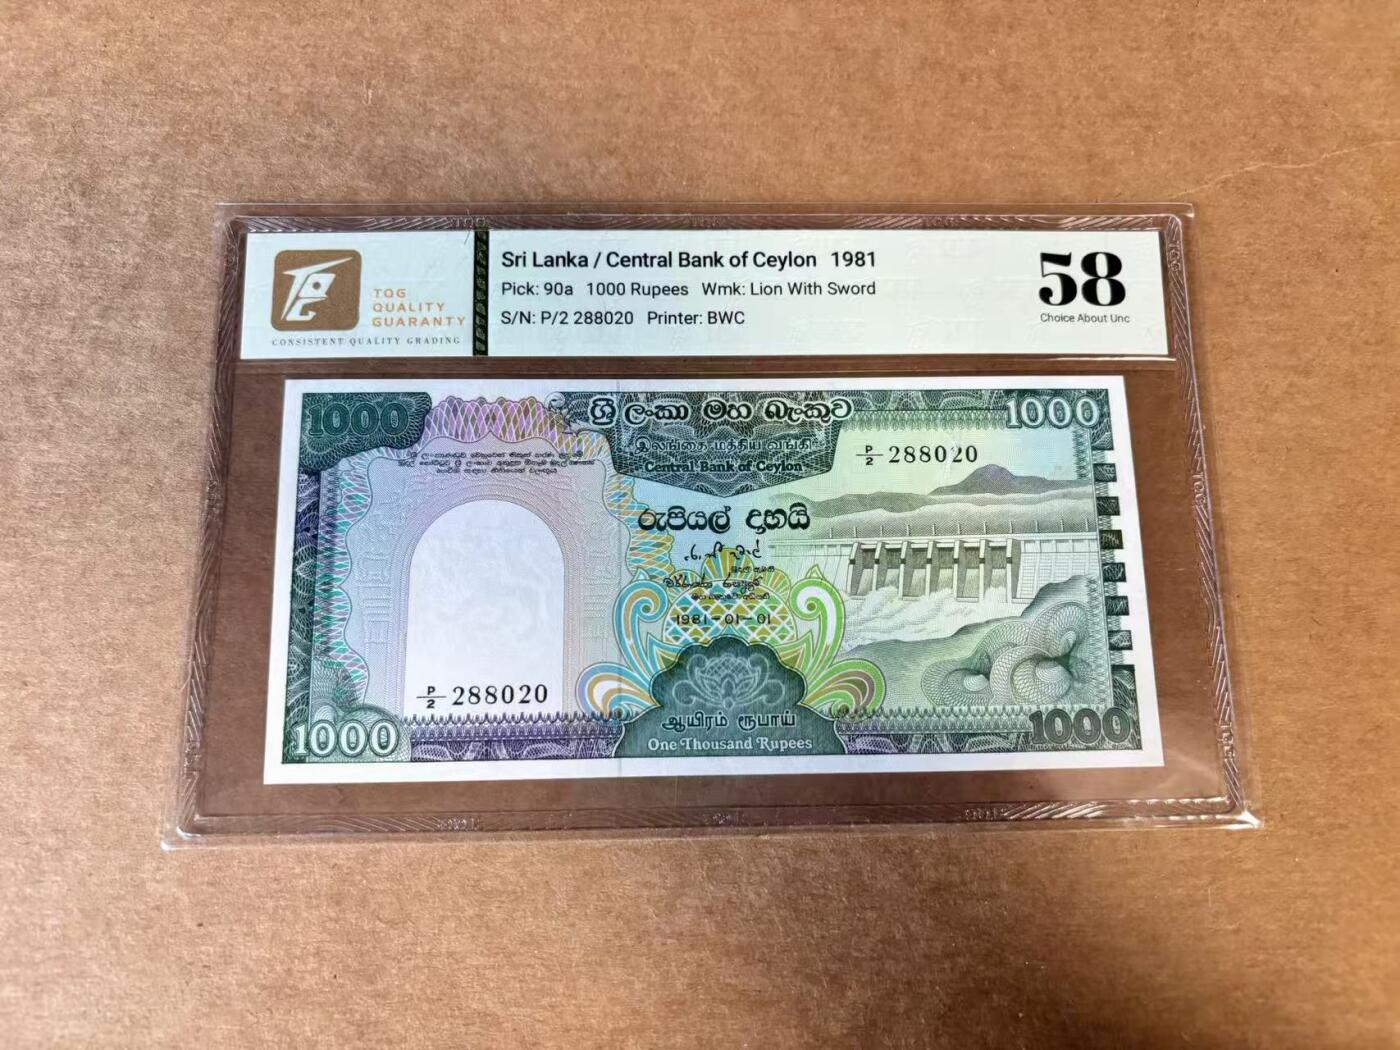 TQG
QUALITY
GUARANTY
CONSISTENT QUALITY GRADING
Sri Lanka / Central Bank of Ceylon 1981
Pick: 90a 1000 Rupees Wmk: Lion With Sword
S/N: P/2 288020 Printer: BWC
58
Choice About Unc
1000
ශ්‍රී ලංකා මහ බැංකුව
1000
இலங்கை மத்திய வங்கி
Central Bank of Ceylon
P/2 288020
රුපියල් දාහයි
1981-01-01
P/2 288020
1000
ஆயிரம் ரூபாய்
One Thousand Rupees
1000